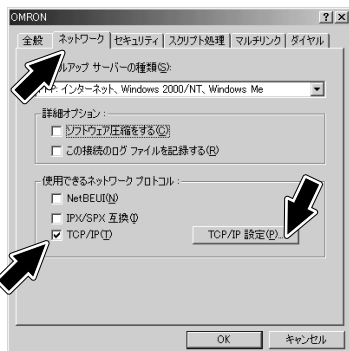 OMRON
全般 ネットワーク セキュリティ スクリプト処理 マルチリンク ダイヤル
ルアップ サーバーの種類(S):
インターネット、Windows 2000/NT、Windows Me
詳細オプション:
ソフトウェア圧縮をする(C)
この接続のログ ファイルを記録する(R)
使用できるネットワーク プロトコル:
NetBEUI(N)
IPX/SPX 互換(I)
TCP/IP(T)
TCP/IP 設定(P)...
OK キャンセル